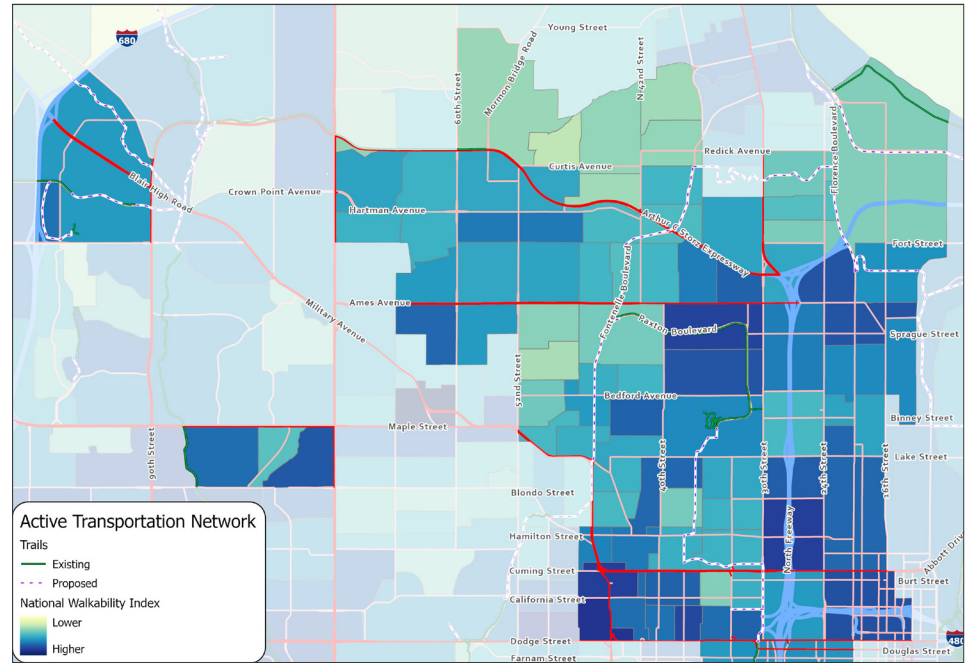 Young Street
680
60th Street
Mormon Bridge Road
N 42nd Street
Florence Boulevard
Redick Avenue
Curtis Avenue
Blair High Road
Crown Point Avenue
Hartman Avenue
Arthur C Storz Expressway
Fort Street
Fontenelle Boulevard
Military Avenue
Ames Avenue
Paxton Boulevard
Sprague Street
52nd Street
Bedford Avenue
Binney Street
Maple Street
90th Street
40th Street
30th Street
24th Street
16th Street
Lake Street
Blondo Street
North Freeway
Hamilton Street
Abbott Driv
Cuming Street
Burt Street
California Street
Dodge Street
480
Douglas Street
Farnam Street
Active Transportation Network
Trails
Existing
Proposed
National Walkability Index
Lower
Higher